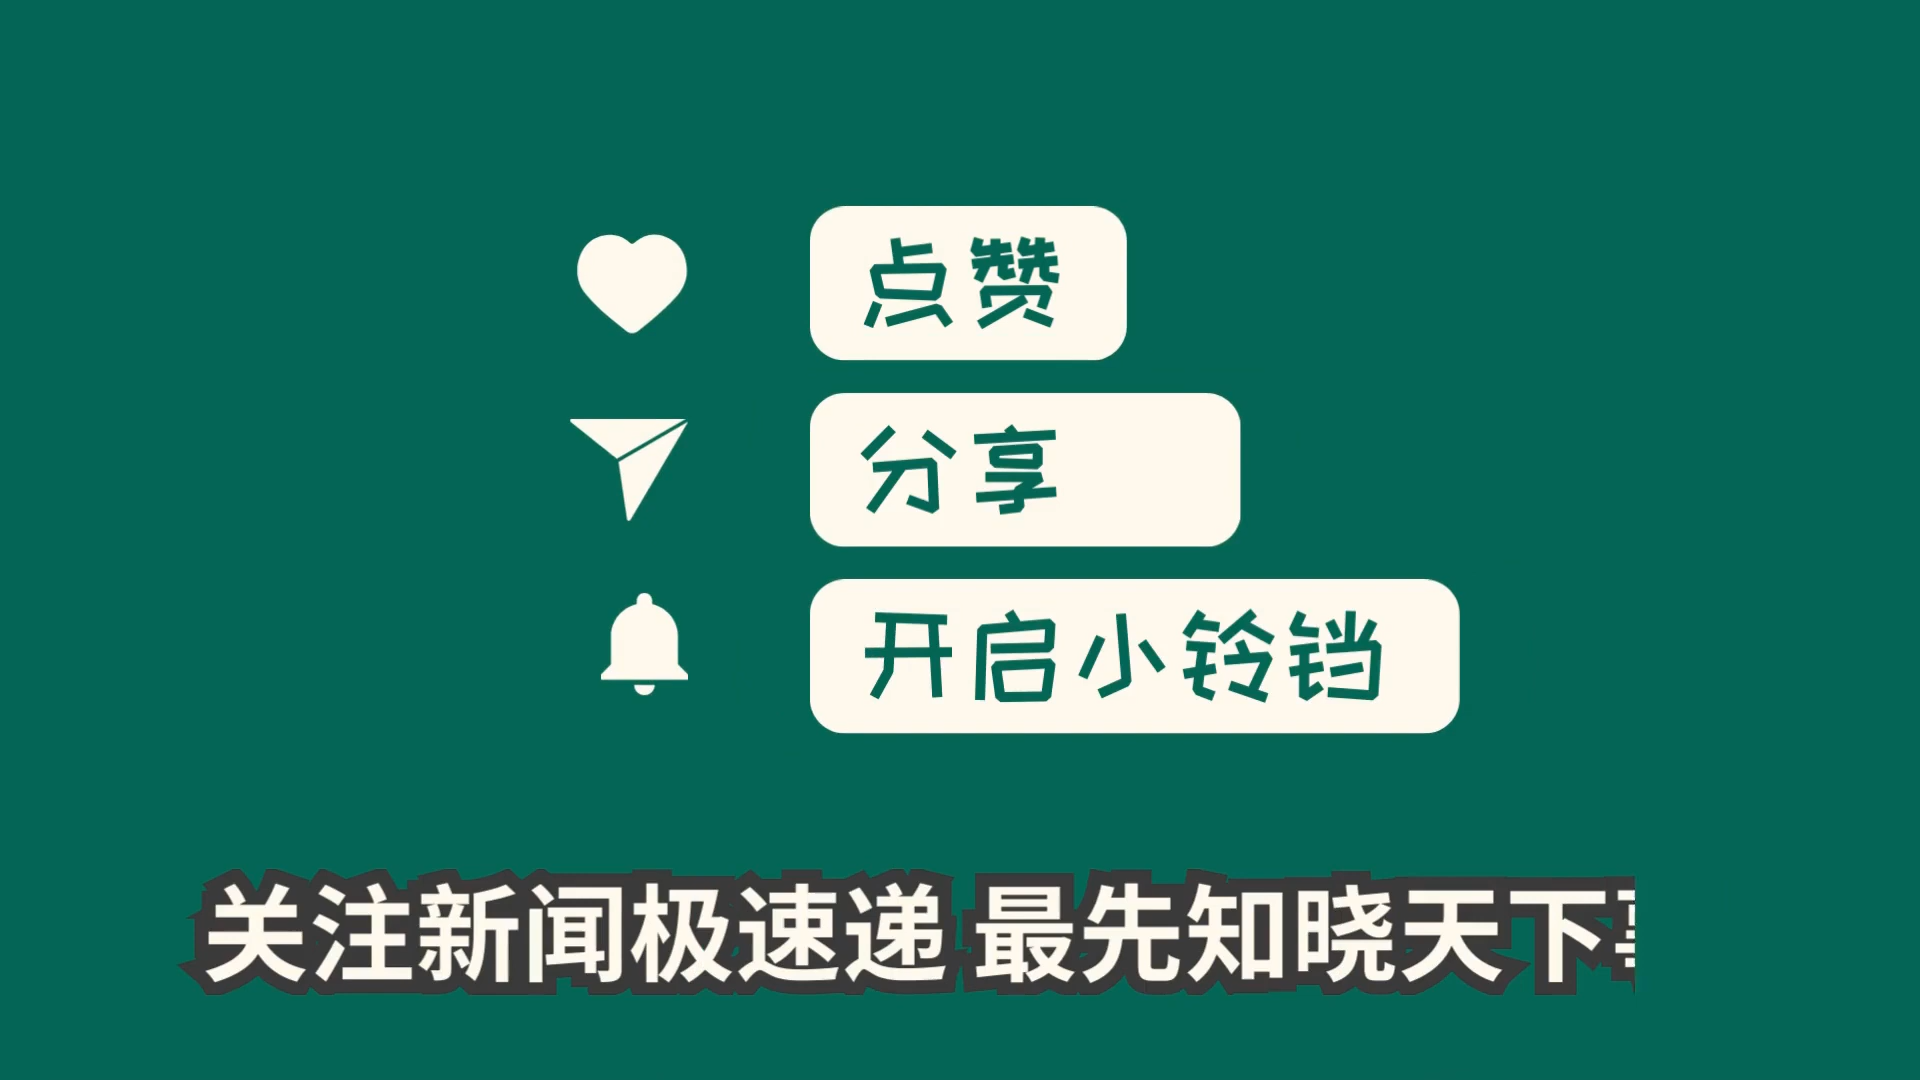 点赞
分享
开启小铃铛
关注新闻极速递 最先知晓天下